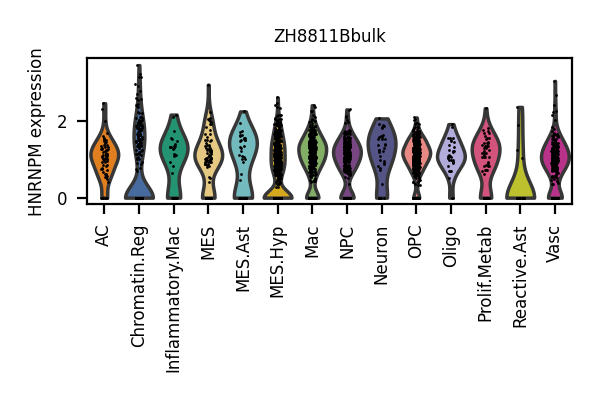 ZH8811Bbulk
HNRNPM expression
2
0
AC
Chromatin.Reg
Inflammatory.Mac
MES
MES.Ast
MES.Hyp
Mac
NPC
Neuron
OPC
Oligo
Prolif.Metab
Reactive.Ast
Vasc